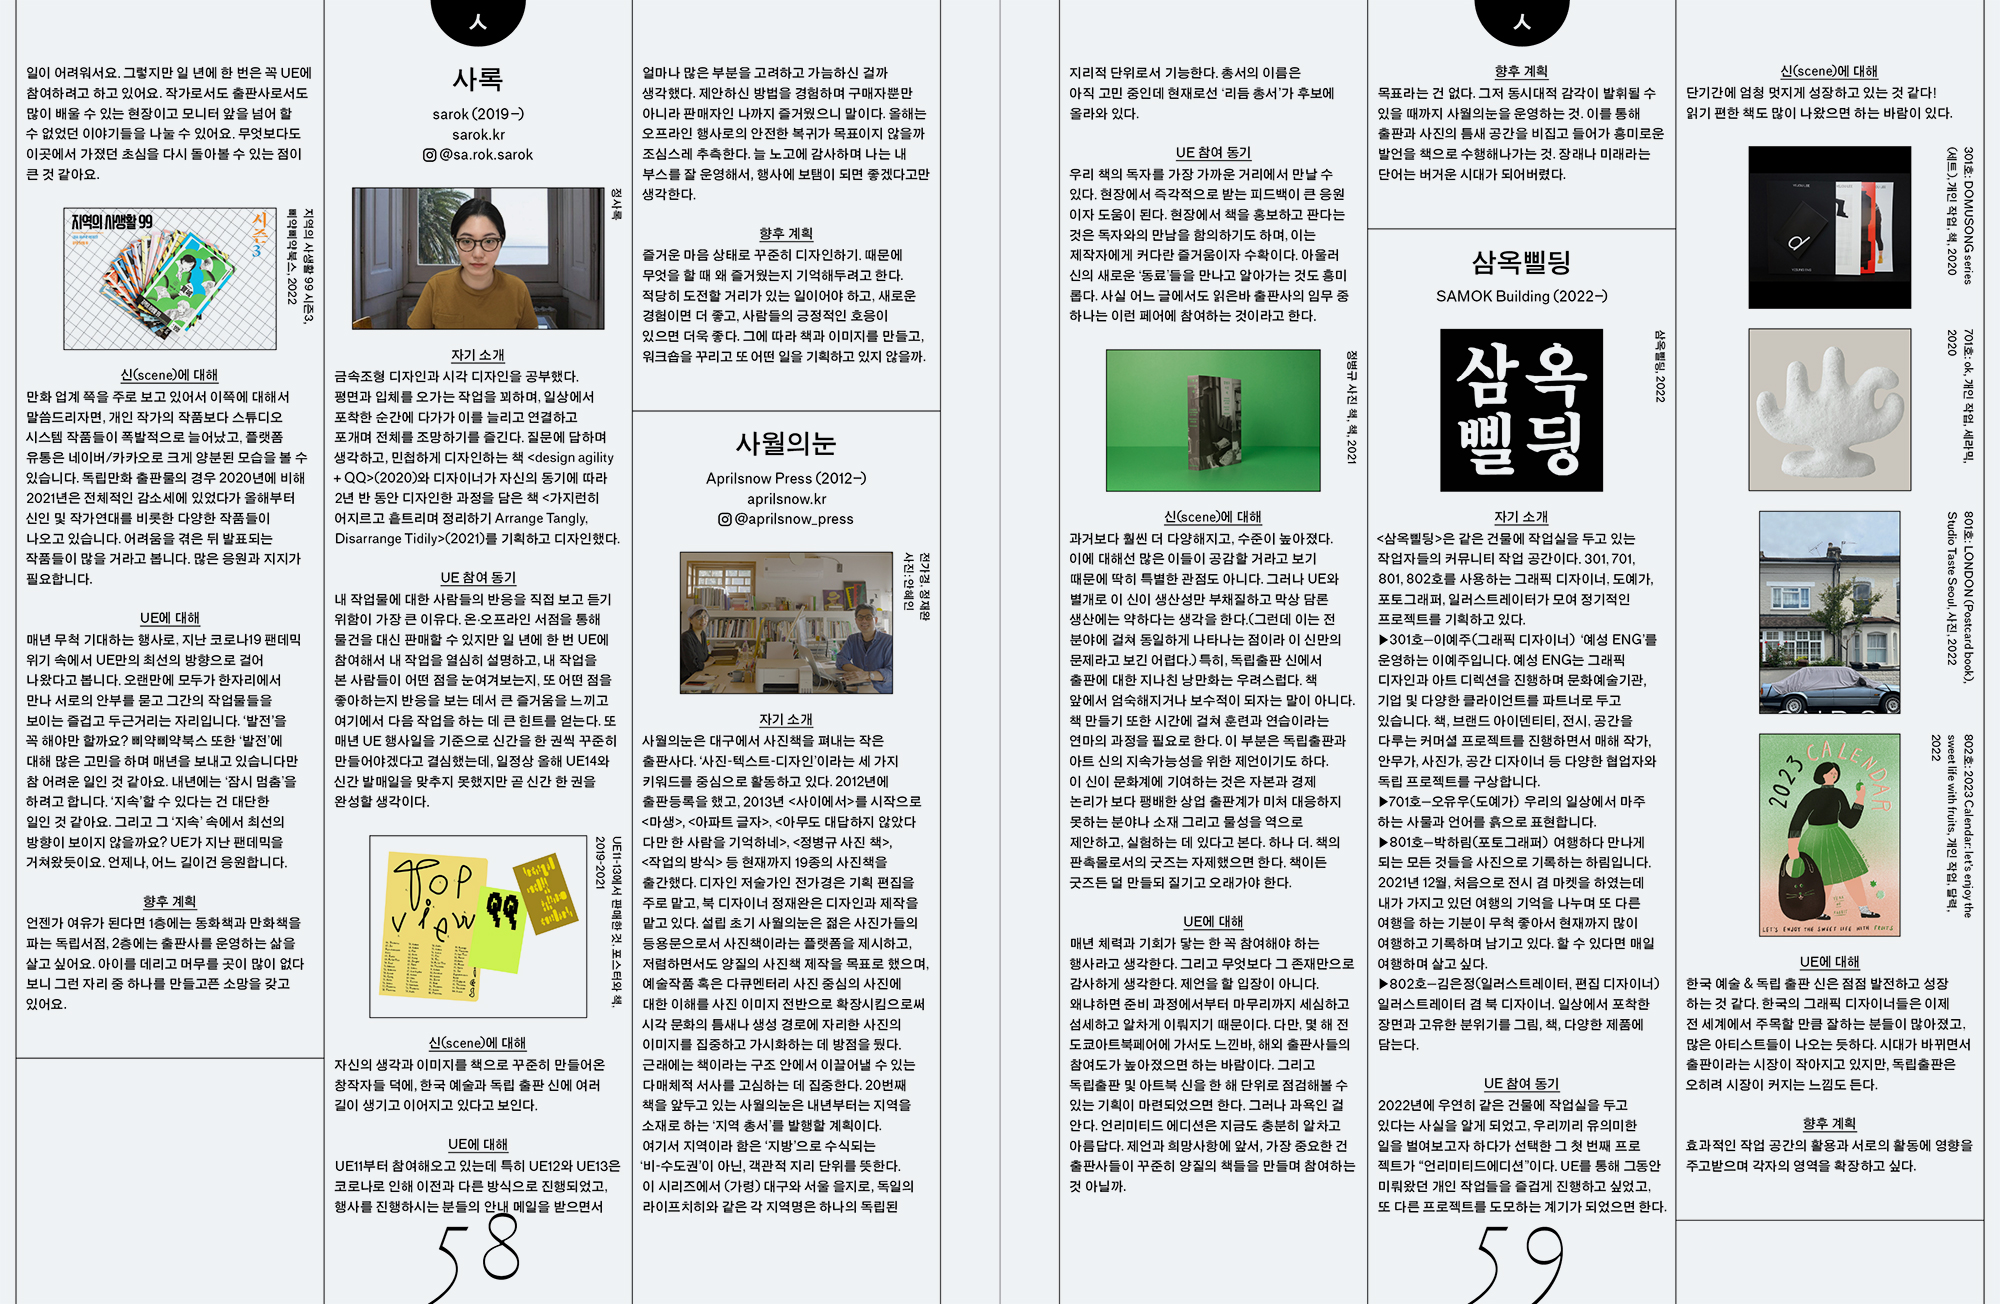 ㅅ
일이 어려워서요. 그렇지만 일 년에 한 번은 꼭 UE에
참여하려고 하고 있어요. 작가로서도 출판사로서도
많이 배울 수 있는 현장이고 모니터 앞을 넘어 할
수 없었던 이야기들을 나눌 수 있어요. 무엇보다도
이곳에서 가졌던 초심을 다시 돌아볼 수 있는 점이
큰 것 같아요.
지역의 사생활 99
시즌3
지역의 사생활 99 시즌3,
삐약삐약북스, 2022
신(scene)에 대해
만화 업계 쪽을 주로 보고 있어서 이쪽에 대해서
말씀드리자면, 개인 작가의 작품보다 스튜디오
시스템 작품들이 폭발적으로 늘어났고, 플랫폼
유통은 네이버/카카오로 크게 양분된 모습을 볼 수
있습니다. 독립만화 출판물의 경우 2020년에 비해
2021년은 전체적인 감소세에 있었다가 올해부터
신인 및 작가연대를 비롯한 다양한 작품들이
나오고 있습니다. 어려움을 겪은 뒤 발표되는
작품들이 많을 거라고 봅니다. 많은 응원과 지지가
필요합니다.
UE에 대해
매년 무척 기대하는 행사로, 지난 코로나19 팬데믹
위기 속에서 UE만의 최선의 방향으로 걸어
나왔다고 봅니다. 오랜만에 모두가 한자리에서
만나 서로의 안부를 묻고 그간의 작업물들을
보이는 즐겁고 두근거리는 자리입니다. ‘발전’을
꼭 해야만 할까요? 삐약삐약북스 또한 ‘발전’에
대해 많은 고민을 하며 매년을 보내고 있습니다만
참 어려운 일인 것 같아요. 내년에는 ‘잠시 멈춤’을
하려고 합니다. ‘지속’할 수 있다는 건 대단한
일인 것 같아요. 그리고 그 ‘지속’ 속에서 최선의
방향이 보이지 않을까요? UE가 지난 팬데믹을
거쳐왔듯이요. 언제나, 어느 길이건 응원합니다.
향후 계획
언젠가 여유가 된다면 1층에는 동화책과 만화책을
파는 독립서점, 2층에는 출판사를 운영하는 삶을
살고 싶어요. 아이를 데리고 머무를 곳이 많이 없다
보니 그런 자리 중 하나를 만들고픈 소망을 갖고
있어요.
사록
sarok (2019–)
sarok.kr
@sa.rok.sarok
정사록
자기 소개
금속조형 디자인과 시각 디자인을 공부했다.
평면과 입체를 오가는 작업을 꾀하며, 일상에서
포착한 순간에 다가가 이를 늘리고 연결하고
포개며 전체를 조망하기를 즐긴다. 질문에 답하며
생각하고, 민첩하게 디자인하는 책 <design agility
+ QQ>(2020)와 디자이너가 자신의 동기에 따라
2년 반 동안 디자인한 과정을 담은 책 <가지런히
어지르고 흩트리며 정리하기 Arrange Tangly,
Disarrange Tidily>(2021)를 기획하고 디자인했다.
UE 참여 동기
내 작업물에 대한 사람들의 반응을 직접 보고 듣기
위함이 가장 큰 이유다. 온·오프라인 서점을 통해
물건을 대신 판매할 수 있지만 일 년에 한 번 UE에
참여해서 내 작업을 열심히 설명하고, 내 작업을
본 사람들이 어떤 점을 눈여겨보는지, 또 어떤 점을
좋아하는지 반응을 보는 데서 큰 즐거움을 느끼고
여기에서 다음 작업을 하는 데 큰 힌트를 얻는다. 또
매년 UE 행사일을 기준으로 신간을 한 권씩 꾸준히
만들어야겠다고 결심했는데, 일정상 올해 UE14와
신간 발매일을 맞추지 못했지만 곧 신간 한 권을
완성할 생각이다.
Top
view
QQ
UE11-13에서 판매한 것, 포스터와 책,
2019-2021
신(scene)에 대해
자신의 생각과 이미지를 책으로 꾸준히 만들어온
창작자들 덕에, 한국 예술과 독립 출판 신에 여러
길이 생기고 이어지고 있다고 보인다.
UE에 대해
UE11부터 참여해오고 있는데 특히 UE12와 UE13은
코로나로 인해 이전과 다른 방식으로 진행되었고,
행사를 진행하시는 분들의 안내 메일을 받으면서
58
얼마나 많은 부분을 고려하고 가늠하신 걸까
생각했다. 제안하신 방법을 경험하며 구매자뿐만
아니라 판매자인 나까지 즐거웠으니 말이다. 올해는
오프라인 행사로의 안전한 복귀가 목표이지 않을까
조심스레 추측한다. 늘 노고에 감사하며 나는 내
부스를 잘 운영해서, 행사에 보탬이 되면 좋겠다고만
생각한다.
향후 계획
즐거운 마음 상태로 꾸준히 디자인하기. 때문에
무엇을 할 때 왜 즐거웠는지 기억해두려고 한다.
적당히 도전할 거리가 있는 일이어야 하고, 새로운
경험이면 더 좋고, 사람들의 긍정적인 호응이
있으면 더욱 좋다. 그에 따라 책과 이미지를 만들고,
워크숍을 꾸리고 또 어떤 일을 기획하고 있지 않을까.
사월의눈
Aprilsnow Press (2012–)
aprilsnow.kr
@aprilsnow_press
전가경, 정재완
사진: 안혜인
자기 소개
사월의눈은 대구에서 사진책을 펴내는 작은
출판사다. ‘사진-텍스트-디자인’이라는 세 가지
키워드를 중심으로 활동하고 있다. 2012년에
출판등록을 했고, 2013년 <사이에서>를 시작으로
<마생>, <아파트 글자>, <아무도 대답하지 않았다
다만 한 사람을 기억하네>, <정병규 사진 책>,
<작업의 방식> 등 현재까지 19종의 사진책을
출간했다. 디자인 저술가인 전가경은 기획 편집을
주로 맡고, 북 디자이너 정재완은 디자인과 제작을
맡고 있다. 설립 초기 사월의눈은 젊은 사진가들의
등용문으로서 사진책이라는 플랫폼을 제시하고,
저렴하면서도 양질의 사진책 제작을 목표로 했으며,
예술작품 혹은 다큐멘터리 사진 중심의 사진에
대한 이해를 사진 이미지 전반으로 확장시킴으로써
시각 문화의 틈새나 생성 경로에 자리한 사진의
이미지를 집중하고 가시화하는 데 방점을 뒀다.
근래에는 책이라는 구조 안에서 이끌어낼 수 있는
다매체적 서사를 고심하는 데 집중한다. 20번째
책을 앞두고 있는 사월의눈은 내년부터는 지역을
소재로 하는 ‘지역 총서’를 발행할 계획이다.
여기서 지역이라 함은 ‘지방’으로 수식되는
‘비-수도권’이 아닌, 객관적 지리 단위를 뜻한다.
이 시리즈에서 (가령) 대구와 서울 을지로, 독일의
라이프치히와 같은 각 지역명은 하나의 독립된
ㅅ
지리적 단위로서 기능한다. 총서의 이름은
아직 고민 중인데 현재로선 ‘리듬 총서’가 후보에
올라와 있다.
UE 참여 동기
우리 책의 독자를 가장 가까운 거리에서 만날 수
있다. 현장에서 즉각적으로 받는 피드백이 큰 응원
이자 도움이 된다. 현장에서 책을 홍보하고 판다는
것은 독자와의 만남을 함의하기도 하며, 이는
제작자에게 커다란 즐거움이자 수확이다. 아울러
신의 새로운 ‘동료’들을 만나고 알아가는 것도 흥미
롭다. 사실 어느 글에서도 읽은바 출판사의 임무 중
하나는 이런 페어에 참여하는 것이라고 한다.
정병규 사진 책, 책, 2021
신(scene)에 대해
과거보다 훨씬 더 다양해지고, 수준이 높아졌다.
이에 대해선 많은 이들이 공감할 거라고 보기
때문에 딱히 특별한 관점도 아니다. 그러나 UE와
별개로 이 신이 생산성만 부채질하고 막상 담론
생산에는 약하다는 생각을 한다.(그런데 이는 전
분야에 걸쳐 동일하게 나타나는 점이라 이 신만의
문제라고 보긴 어렵다.) 특히, 독립출판 신에서
출판에 대한 지나친 낭만화는 우려스럽다. 책
앞에서 엄숙해지거나 보수적이 되자는 말이 아니다.
책 만들기 또한 시간에 걸쳐 훈련과 연습이라는
연마의 과정을 필요로 한다. 이 부분은 독립출판과
아트 신의 지속가능성을 위한 제언이기도 하다.
이 신이 문화계에 기여하는 것은 자본과 경제
논리가 보다 팽배한 상업 출판계가 미처 대응하지
못하는 분야나 소재 그리고 물성을 역으로
제안하고, 실험하는 데 있다고 본다. 하나 더. 책의
판촉물로서의 굿즈는 자제했으면 한다. 책이든
굿즈든 덜 만들되 질기고 오래가야 한다.
UE에 대해
매년 체력과 기회가 닿는 한 꼭 참여해야 하는
행사라고 생각한다. 그리고 무엇보다 그 존재만으로
감사하게 생각한다. 제언을 할 입장이 아니다.
왜냐하면 준비 과정에서부터 마무리까지 세심하고
섬세하고 알차게 이뤄지기 때문이다. 다만, 몇 해 전
도쿄아트북페어에 가서도 느낀바, 해외 출판사들의
참여도가 높아졌으면 하는 바람이다. 그리고
독립출판 및 아트북 신을 한 해 단위로 점검해볼 수
있는 기획이 마련되었으면 한다. 그러나 과욕인 걸
안다. 언리미티드 에디션은 지금도 충분히 알차고
아름답다. 제언과 희망사항에 앞서, 가장 중요한 건
출판사들이 꾸준히 양질의 책들을 만들며 참여하는
것 아닐까.
향후 계획
목표라는 건 없다. 그저 동시대적 감각이 발휘될 수
있을 때까지 사월의눈을 운영하는 것. 이를 통해
출판과 사진의 틈새 공간을 비집고 들어가 흥미로운
발언을 책으로 수행해나가는 것. 장래나 미래라는
단어는 버거운 시대가 되어버렸다.
삼옥삘딍
SAMOK Building (2022–)
삼옥
삘딍
삼옥삘딍, 2022
자기 소개
<삼옥삘딍>은 같은 건물에 작업실을 두고 있는
작업자들의 커뮤니티 작업 공간이다. 301, 701,
801, 802호를 사용하는 그래픽 디자이너, 도예가,
포토그래퍼, 일러스트레이터가 모여 정기적인
프로젝트를 기획하고 있다.
▶301호—이예주(그래픽 디자이너) ‘예성 ENG’를
운영하는 이예주입니다. 예성 ENG는 그래픽
디자인과 아트 디렉션을 진행하며 문화예술기관,
기업 및 다양한 클라이언트를 파트너로 두고
있습니다. 책, 브랜드 아이덴티티, 전시, 공간을
다루는 커머셜 프로젝트를 진행하면서 매해 작가,
안무가, 사진가, 공간 디자이너 등 다양한 협업자와
독립 프로젝트를 구상합니다.
▶701호—오유우(도예가) 우리의 일상에서 마주
하는 사물과 언어를 흙으로 표현합니다.
▶801호—박하림(포토그래퍼) 여행하다 만나게
되는 모든 것들을 사진으로 기록하는 하림입니다.
2021년 12월, 처음으로 전시 겸 마켓을 하였는데
내가 가지고 있던 여행의 기억을 나누며 또 다른
여행을 하는 기분이 무척 좋아서 현재까지 많이
여행하고 기록하며 남기고 있다. 할 수 있다면 매일
여행하며 살고 싶다.
▶802호—김은정(일러스트레이터, 편집 디자이너)
일러스트레이터 겸 북 디자이너. 일상에서 포착한
장면과 고유한 분위기를 그림, 책, 다양한 제품에
담는다.
UE 참여 동기
2022년에 우연히 같은 건물에 작업실을 두고
있다는 사실을 알게 되었고, 우리끼리 유의미한
일을 벌여보고자 하다가 선택한 그 첫 번째 프로
젝트가 “언리미티드에디션”이다. UE를 통해 그동안
미뤄왔던 개인 작업들을 즐겁게 진행하고 싶었고,
또 다른 프로젝트를 도모하는 계기가 되었으면 한다.
59
신(scene)에 대해
단기간에 엄청 멋지게 성장하고 있는 것 같다!
읽기 편한 책도 많이 나왔으면 하는 바람이 있다.
301호: DOMUSONG series
(세트), 개인 작업, 책, 2020
701호: ok, 개인 작업, 세라믹,
2020
801호: LONDON (Postcard book),
Studio Taste Seoul, 사진, 2022
2023 CALENDAR
LET'S ENJOY THE SWEET LIFE WITH FRUITS
802호: 2023 Calendar: let's enjoy the
sweet life with fruits, 개인 작업, 달력,
2022
UE에 대해
한국 예술 & 독립 출판 신은 점점 발전하고 성장
하는 것 같다. 한국의 그래픽 디자이너들은 이제
전 세계에서 주목할 만큼 잘하는 분들이 많아졌고,
많은 아티스트들이 나오는 듯하다. 시대가 바뀌면서
출판이라는 시장이 작아지고 있지만, 독립출판은
오히려 시장이 커지는 느낌도 든다.
향후 계획
효과적인 작업 공간의 활용과 서로의 활동에 영향을
주고받으며 각자의 영역을 확장하고 싶다.